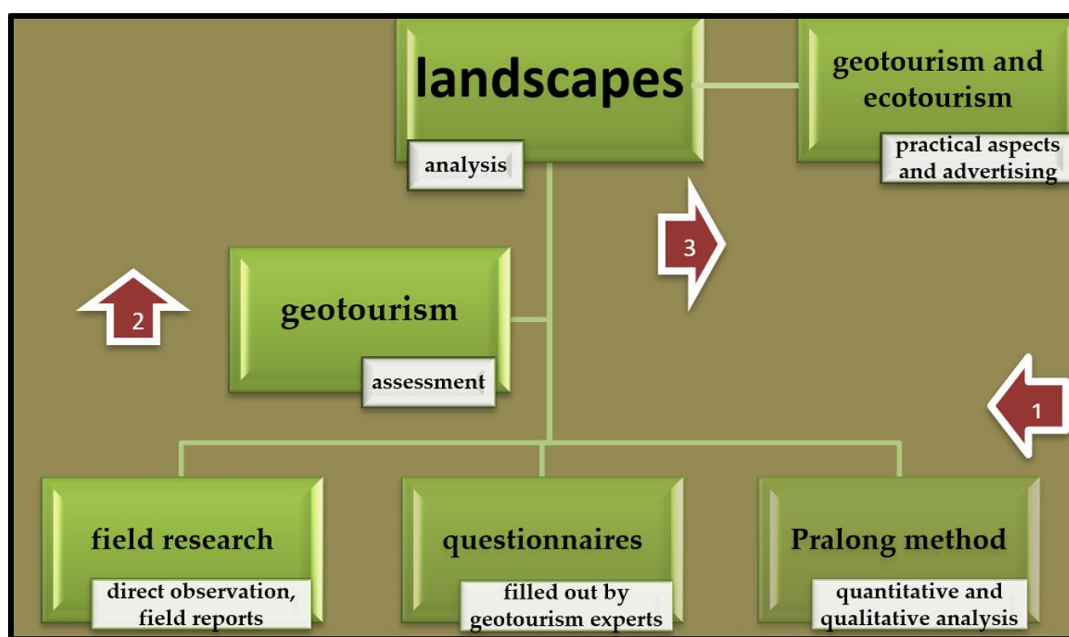 landscapes
analysis
geotourism and
ecotourism
practical aspects
and advertising
3
2
geotourism
assessment
1
field research
direct observation,
field reports
questionnaires
filled out by
geotourism experts
Pralong method
quantitative and
qualitative analysis